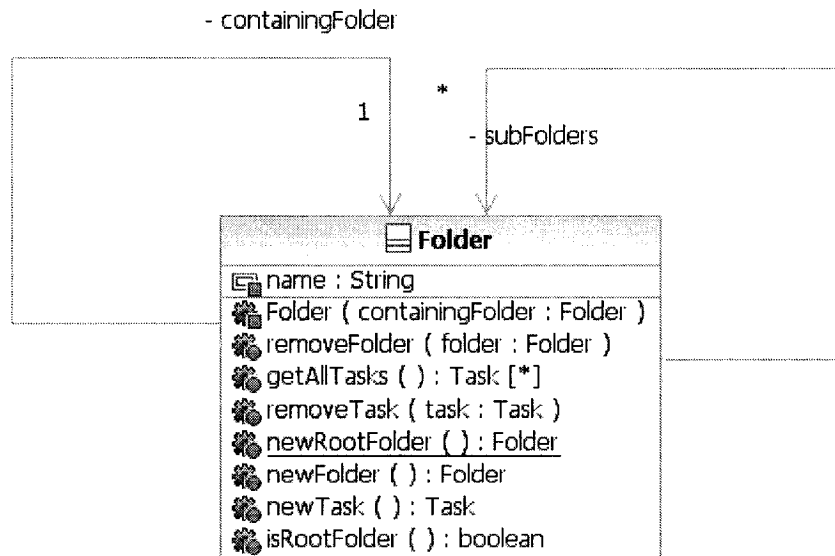 - containingFolder
*
1
- subFolders
Folder
name : String
Folder ( containingFolder : Folder )
removeFolder ( folder : Folder )
getAllTasks ( ) : Task [*]
removeTask ( task : Task )
newRootFolder ( ) : Folder
newFolder ( ) : Folder
newTask ( ) : Task
isRootFolder ( ) : boolean